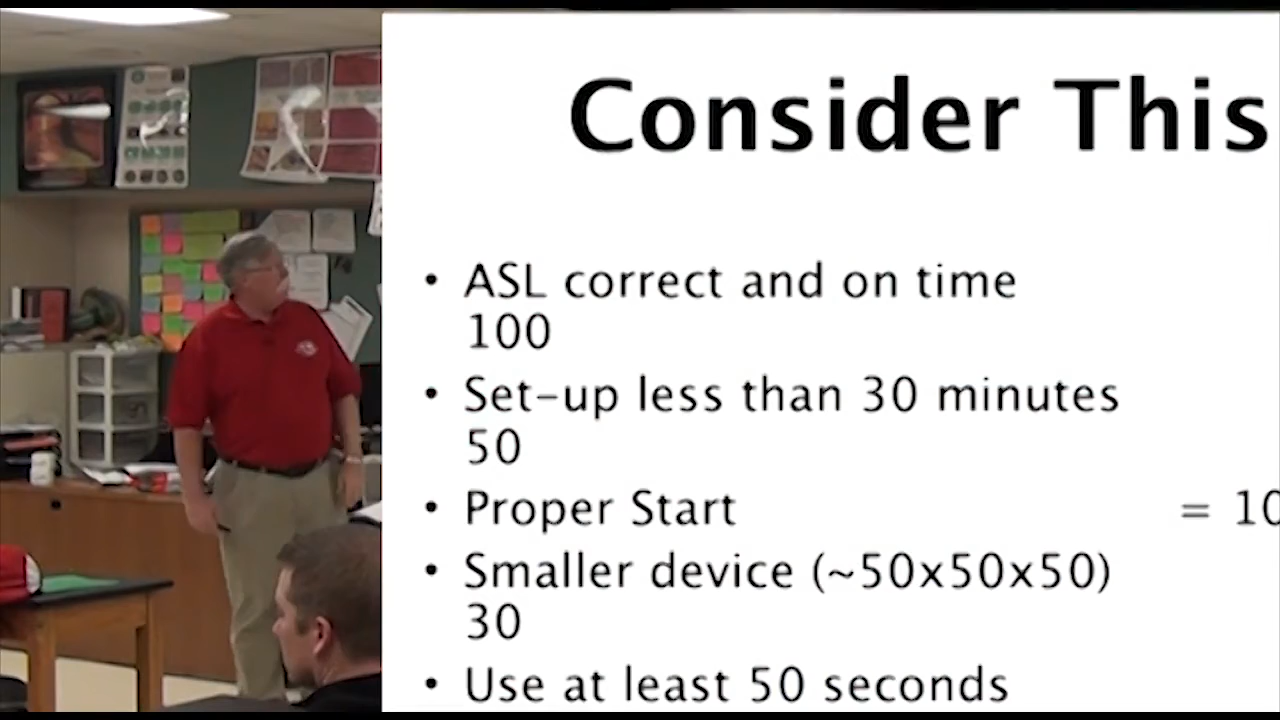 Consider This
• ASL correct and on time
100
• Set-up less than 30 minutes
50
• Proper Start = 10
• Smaller device (~50x50x50)
30
• Use at least 50 seconds